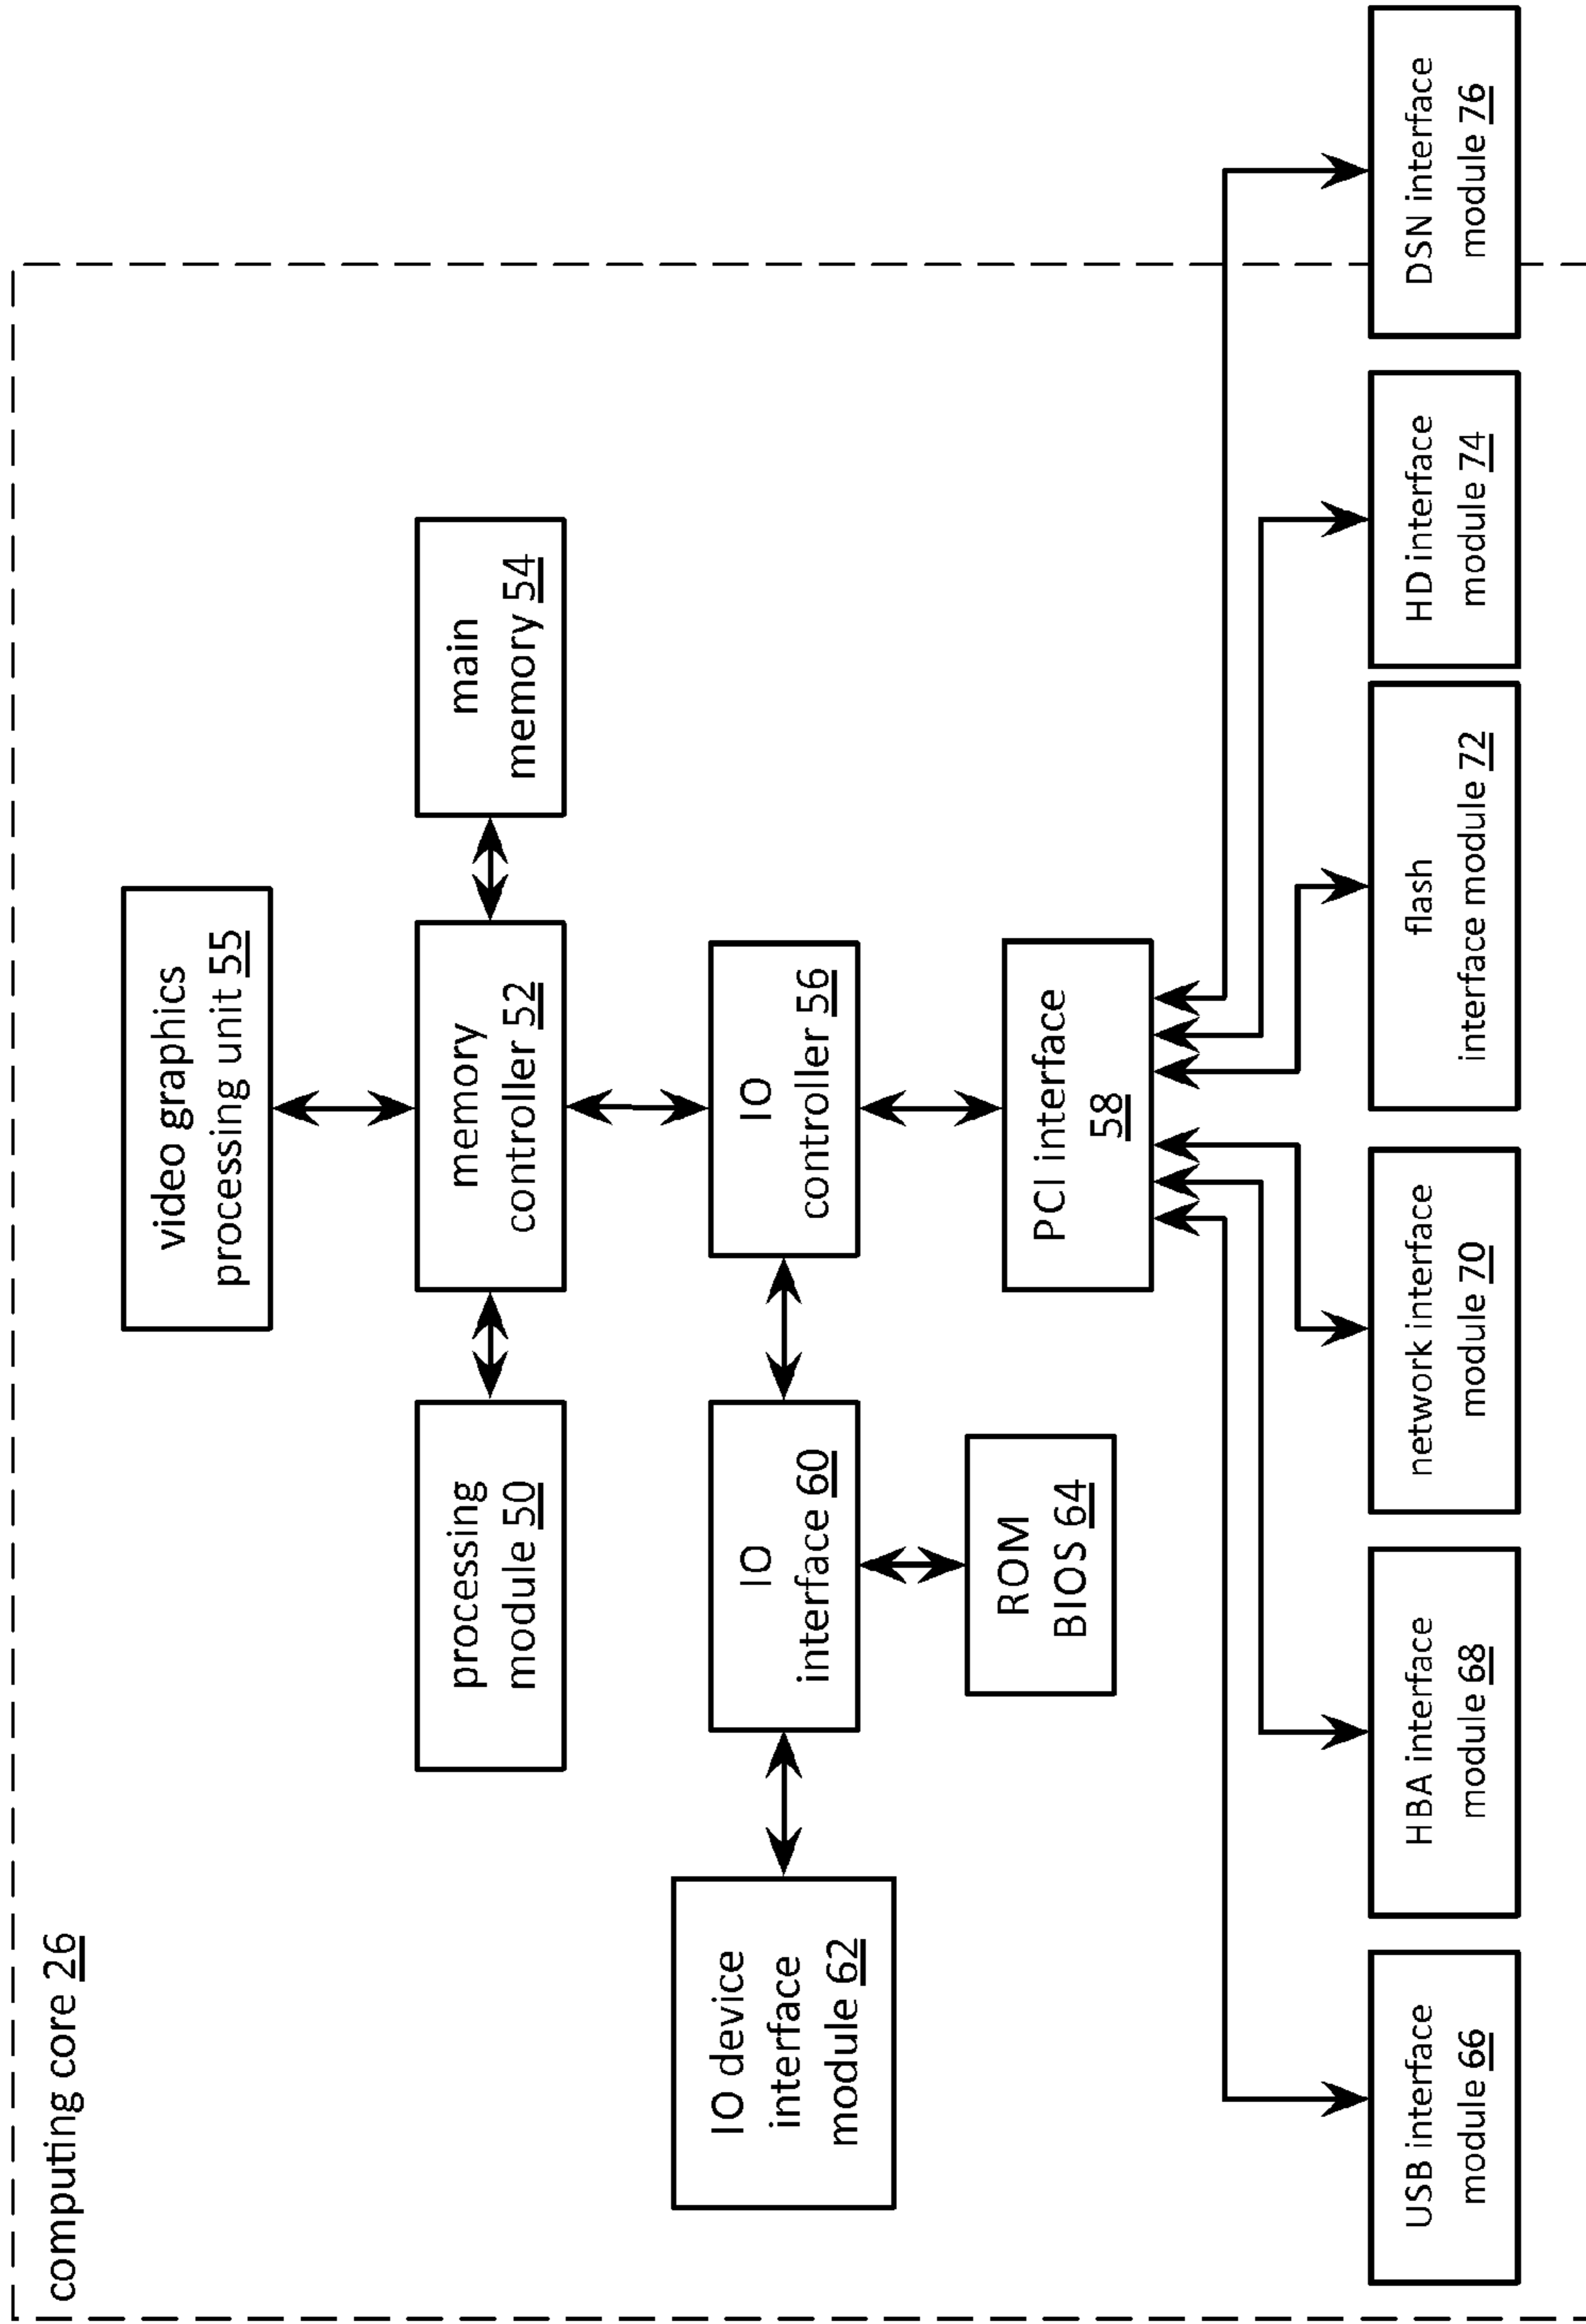 computing core 26
video graphics
processing unit 55
processing
module 50
memory
controller 52
main
memory 54
IO device
interface
module 62
IO
interface 60
IO
controller 56
ROM
BIOS 64
PCI interface
58
USB interface
module 66
HBA interface
module 68
network interface
module 70
flash
interface module 72
HD interface
module 74
DSN interface
module 76